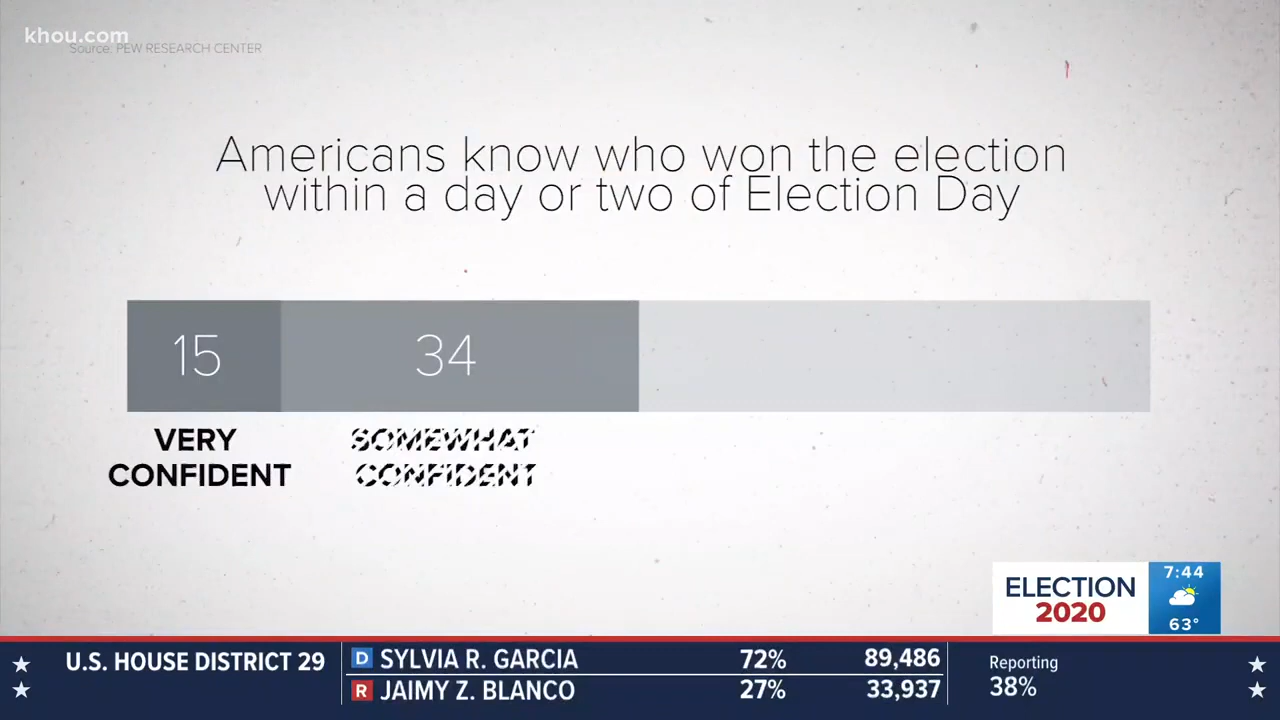 khou.com
Source: PEW RESEARCH CENTER
Americans know who won the election
within a day or two of Election Day
15
34
VERY
CONFIDENT
SOMEWHAT
CONFIDENT
ELECTION
2020
7:44
63°
U.S. HOUSE DISTRICT 29
D SYLVIA R. GARCIA 72% 89,486
R JAIMY Z. BLANCO 27% 33,937
Reporting
38%